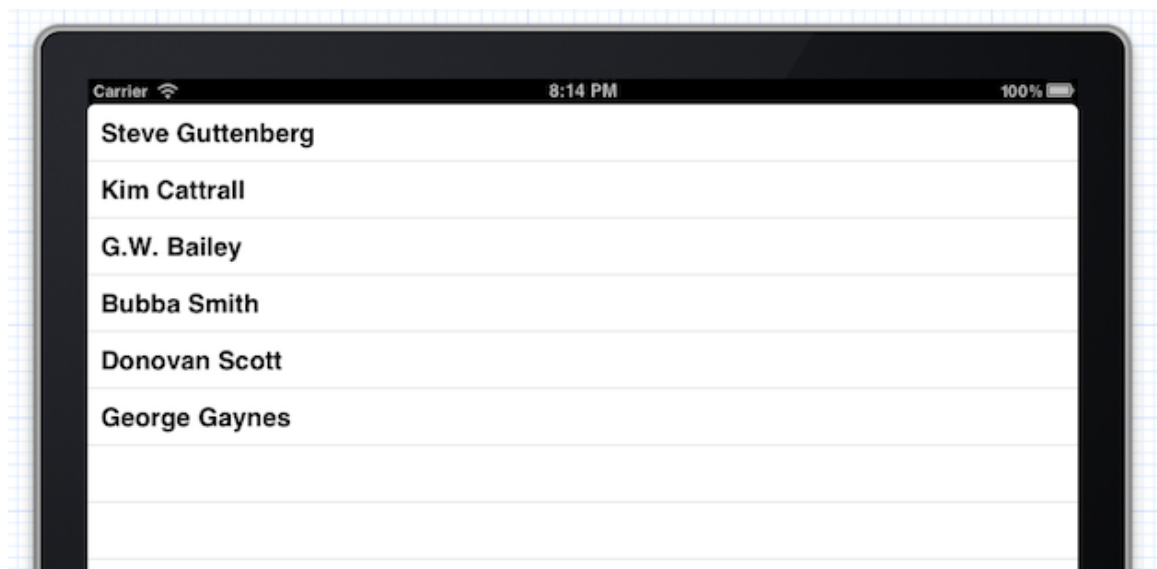 Carrier 8:14 PM 100%
Steve Guttenberg
Kim Cattrall
G.W. Bailey
Bubba Smith
Donovan Scott
George Gaynes